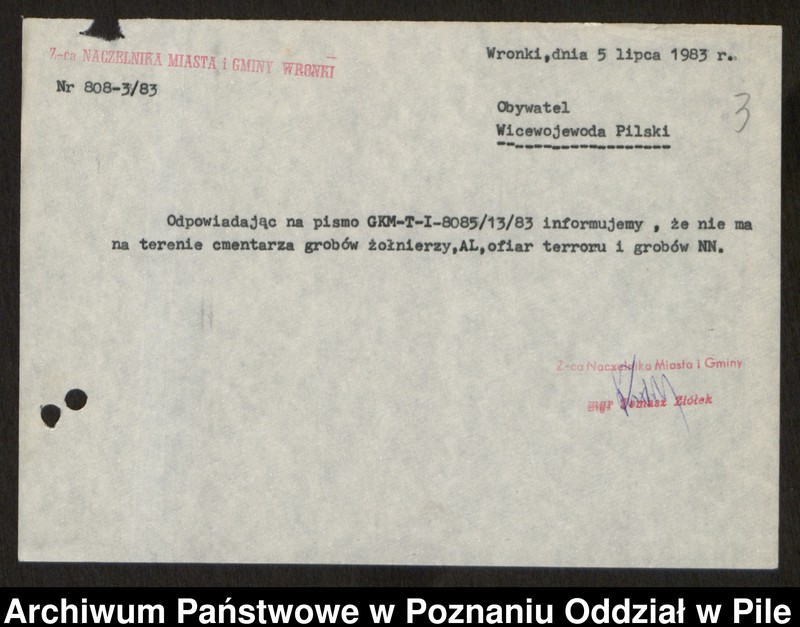 Z-ca NACZELNIKA MIASTA i GMINY WRONKI
Wronki,dnia 5 lipca 1983 r.
Nr 808-3/83
3
Obywatel
Wicewojewoda Pilski
Odpowiadając na pismo GKM-T-I-8085/13/83 informujemy , że nie ma
na terenie cmentarza grobów żołnierzy,AL,ofiar terroru i grobów NN.
Z-ca Naczelnika Miasta i Gminy
mgr Tomasz Ziółek
Archiwum Państwowe w Poznaniu Oddział w Pile